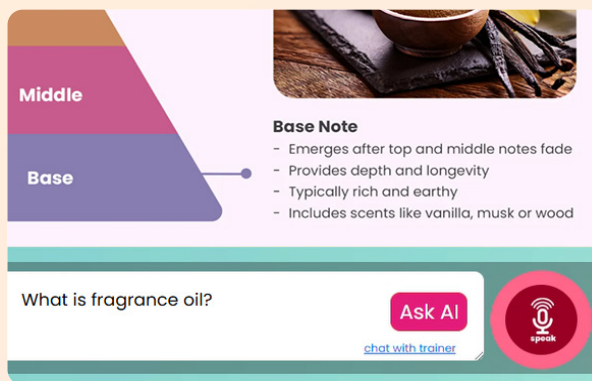 Middle
Base
Base Note
- Emerges after top and middle notes fade
- Provides depth and longevity
- Typically rich and earthy
- Includes scents like vanilla, musk or wood
What is fragrance oil?
Ask AI
chat with trainer
speak